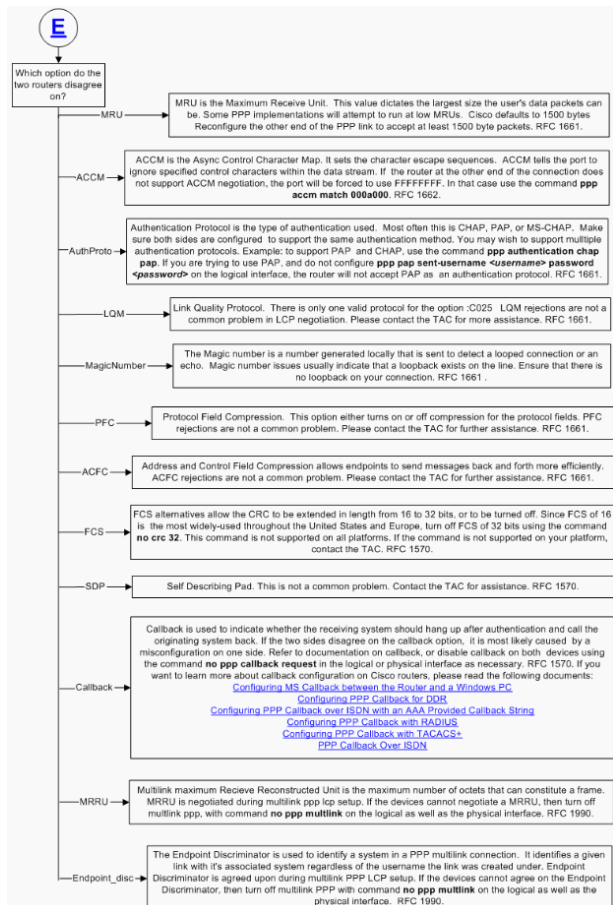 E
Which option do the
two routers disagree
on?
MRU
MRU is the Maximum Receive Unit. This value dictates the largest size the user's data packets can
be. Some PPP implementations will attempt to run at low MRUs. Cisco defaults to 1500 bytes
Reconfigure the other end of the PPP link to accept at least 1500 byte packets. RFC 1661.
ACCM
ACCM is the Async Control Character Map. It sets the character escape sequences. ACCM tells the port to
ignore specified control characters within the data stream. If the router at the other end of the connection does
not support ACCM negotiation, the port will be forced to use FFFFFFFF. In that case use the command ppp
accm match 000a000. RFC 1662.
AuthProto
Authentication Protocol is the type of authentication used. Most often this is CHAP, PAP, or MS-CHAP. Make
sure both sides are configured to support the same authentication method. You may wish to support mulltiple
authentication protocols. Example: to support PAP and CHAP, use the command ppp authentication chap
pap. If you are trying to use PAP, and do not configure ppp pap sent-username <username> password
<password> on the logical interface, the router will not accept PAP as an authentication protocol. RFC 1661.
LQM
Link Quality Protocol. There is only one valid protocol for the option :C025 LQM rejections are not a
common problem in LCP negotiation. Please contact the TAC for more assistance. RFC 1661.
MagicNumber
The Magic number is a number generated locally that is sent to detect a looped connection or an
echo. Magic number issues usually indicate that a loopback exists on the line. Ensure that there is
no loopback on your connection. RFC 1661 .
PFC
Protocol Field Compression. This option either turns on or off compression for the protocol fields. PFC
rejections are not a common problem. Please contact the TAC for further assistance. RFC 1661.
ACFC
Address and Control Field Compression allows endpoints to send messages back and forth more efficiently.
ACFC rejections are not a common problem. Please contact the TAC for further assistance. RFC 1661.
FCS
FCS alternatives allow the CRC to be extended in length from 16 to 32 bits, or to be turned off. Since FCS of 16
is the most widely-used throughout the United States and Europe, turn off FCS of 32 bits using the command
no crc 32. This command is not supported on all platforms. If the command is not supported on your platform,
contact the TAC. RFC 1570.
SDP
Self Describing Pad. This is not a common problem. Contact the TAC for assistance. RFC 1570.
Callback
Callback is used to indicate whether the receiving system should hang up after authentication and call the
originating system back. If the two sides disagree on the callback option, it is most likely caused by a
misconfiguration on one side. Refer to documentation on callback, or disable callback on both devices using
the command no ppp callback request in the logical or physical interface as necessary. RFC 1570. If you
want to learn more about callback configuration on Cisco routers, please read the following documents:
Configuring MS Callback between the Router and a Windows PC
Configuring PPP Callback for DDR
Configuring PPP Callback over ISDN with an AAA Provided Callback String
Configuring PPP Callback with RADIUS
Configuring PPP Callback with TACACS+
PPP Callback Over ISDN
MRRU
Multilink maximum Recieve Reconstructed Unit is the maximum number of octets that can constitute a frame.
MRRU is negotiated during multilink ppp lcp setup. If the devices cannot negotiate a MRRU, then turn off
multlink ppp, with command no ppp multlink on the logical as well as the physical interface. RFC 1990.
Endpoint_disc
The Endpoint Discriminator is used to identify a system in a PPP multilink connection. It identifies a given
link with it's associated system regardless of the username the link was created under. Endpoint
Discriminator is agreed upon during multilink PPP LCP setup. If the devices cannot agree on the Endpoint
Discriminator, then turn off multilink PPP with command no ppp multlink on the logical as well as the
physical interface. RFC 1990.